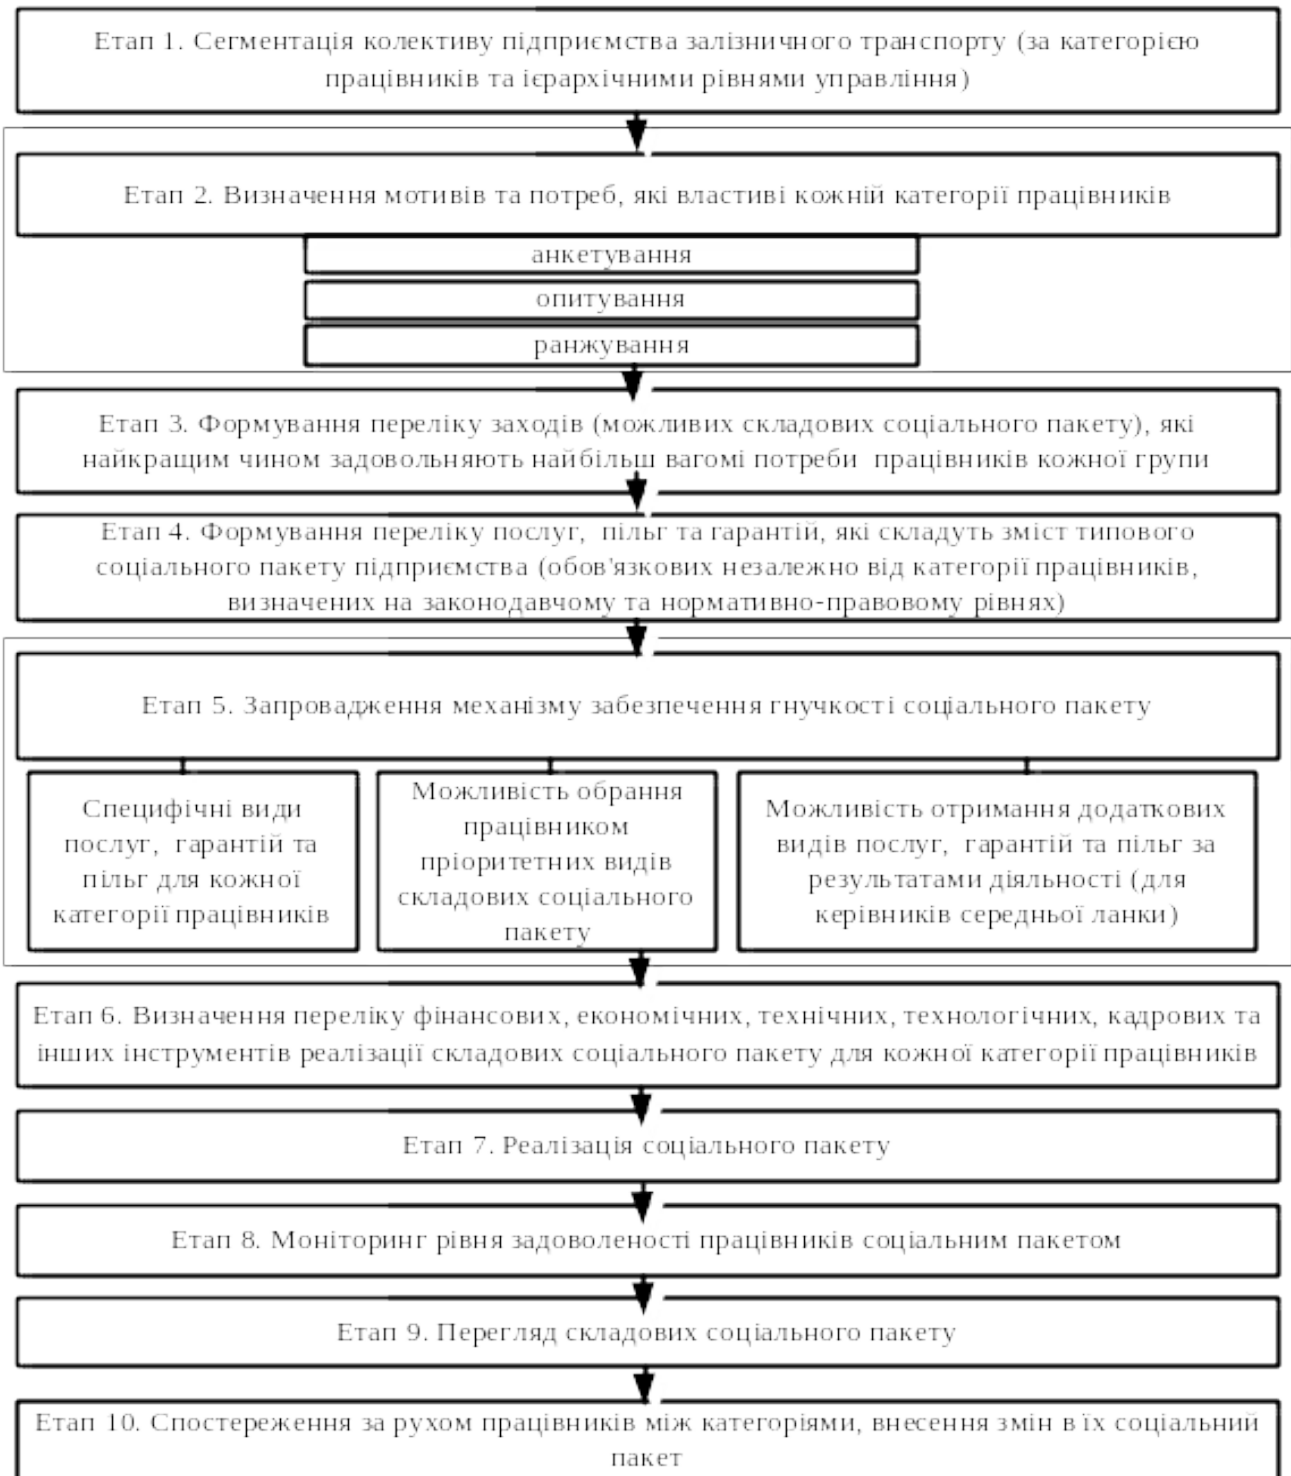 Етап 1. Сегментація колективу підприємства залізничного транспорту (за категорією
працівників та ієрархічними рівнями управління)
Етап 2. Визначення мотивів та потреб, які властиві кожній категорії працівників
анкетування
опитування
ранжування
Етап 3. Формування переліку заходів (можливих складових соціального пакету), які
найкращим чином задовольняють найбільш вагомі потреби працівників кожної групи
Етап 4. Формування переліку послуг, пільг та гарантій, які складуть зміст типового
соціального пакету підприємства (обов'язкових незалежно від категорії працівників,
визначених на законодавчому та нормативно-правовому рівнях)
Етап 5. Запровадження механізму забезпечення гнучкості соціального пакету
Специфічні види
послуг, гарантій та
пільг для кожної
категорії працівників
Можливість обрання
працівником
пріоритетних видів
складових соціального
пакету
Можливість отримання додаткових
видів послуг, гарантій та пільг за
результатами діяльності (для
керівників середньої ланки)
Етап 6. Визначення переліку фінансових, економічних, технічних, технологічних, кадрових та
інших інструментів реалізації складових соціального пакету для кожної категорії працівників
Етап 7. Реалізація соціального пакету
Етап 8. Моніторинг рівня задоволеності працівників соціальним пакетом
Етап 9. Перегляд складових соціального пакету
Етап 10. Спостереження за рухом працівників між категоріями, внесення змін в їх соціальний
пакет